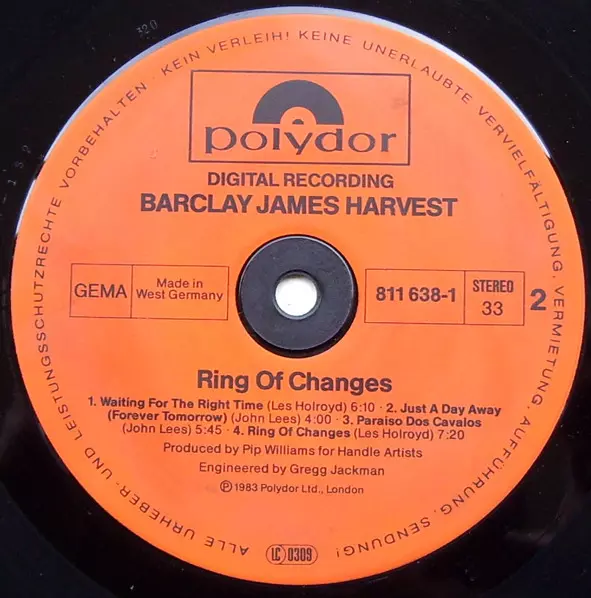 polydor
DIGITAL RECORDING
BARCLAY JAMES HARVEST
GEMA
Made in
West Germany
811 638-1
STEREO
33
2
Ring Of Changes
1. Waiting For The Right Time (Les Holroyd) 6:10 · 2. Just A Day Away
(Forever Tomorrow) (John Lees) 4:00 · 3. Paraiso Dos Cavalos
(John Lees) 5:45 · 4. Ring Of Changes (Les Holroyd) 7:20
Produced by Pip Williams for Handle Artists
Engineered by Gregg Jackman
℗ 1983 Polydor Ltd., London
LC 0309
ALLE URHEBER- UND LEISTUNGSSCHUTZRECHTE VORBEHALTEN · KEIN VERLEIH! KEINE UNERLAUBTE VERVIELFÄLTIGUNG, VERMIETUNG, AUFFÜHRUNG, SENDUNG!
320